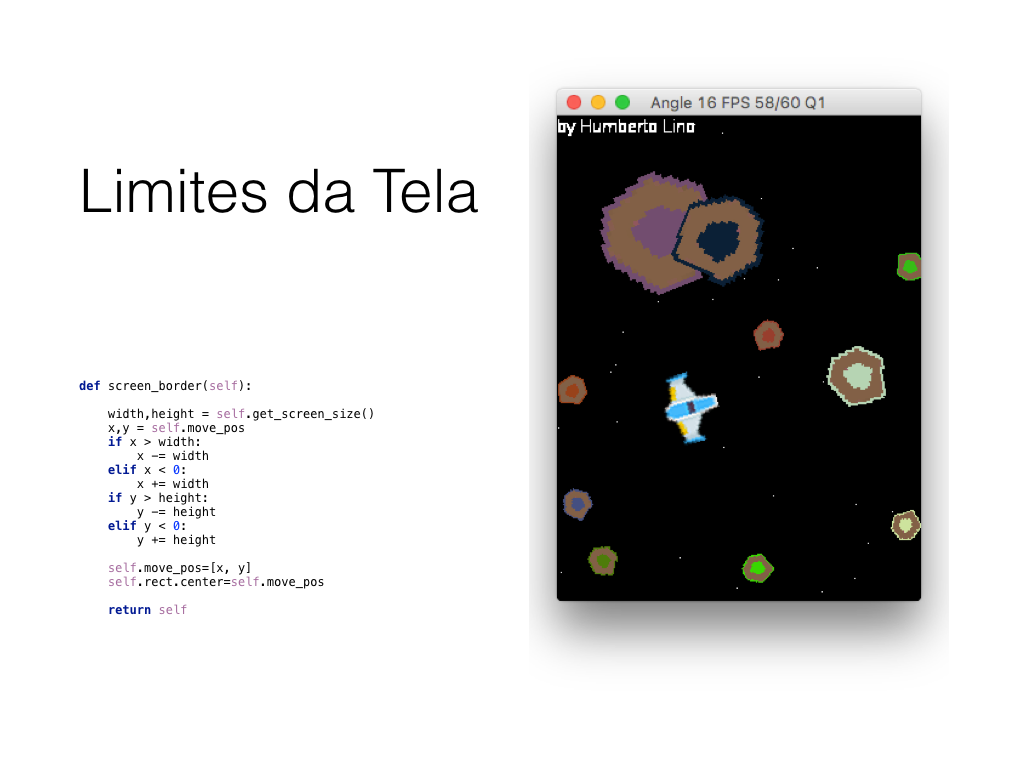 Limites da Tela
def screen_border(self):
    width,height = self.get_screen_size()
    x,y = self.move_pos
    if x > width:
        x -= width
    elif x < 0:
        x += width
    if y > height:
        y -= height
    elif y < 0:
        y += height
    self.move_pos=[x, y]
    self.rect.center=self.move_pos
    return self
Angle 16 FPS 58/60 Q1
by Humberto Lino